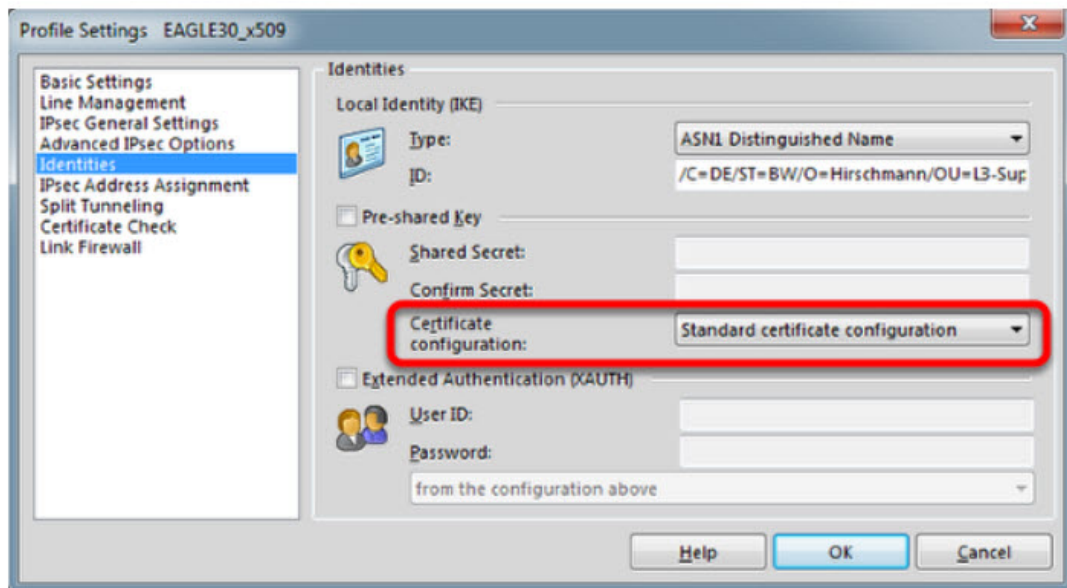 Profile Settings EAGLE30_x509
Basic Settings
Line Management
IPsec General Settings
Advanced IPsec Options
Identities
IPsec Address Assignment
Split Tunneling
Certificate Check
Link Firewall
Identities
Local Identity (IKE)
Type: ASN1 Distinguished Name
ID: /C=DE/ST=BW/O=Hirschmann/OU=L3-Sup
Pre-shared Key
Shared Secret:
Confirm Secret:
Certificate
configuration: Standard certificate configuration
Extended Authentication (XAUTH)
User ID:
Password:
from the configuration above
Help OK Cancel